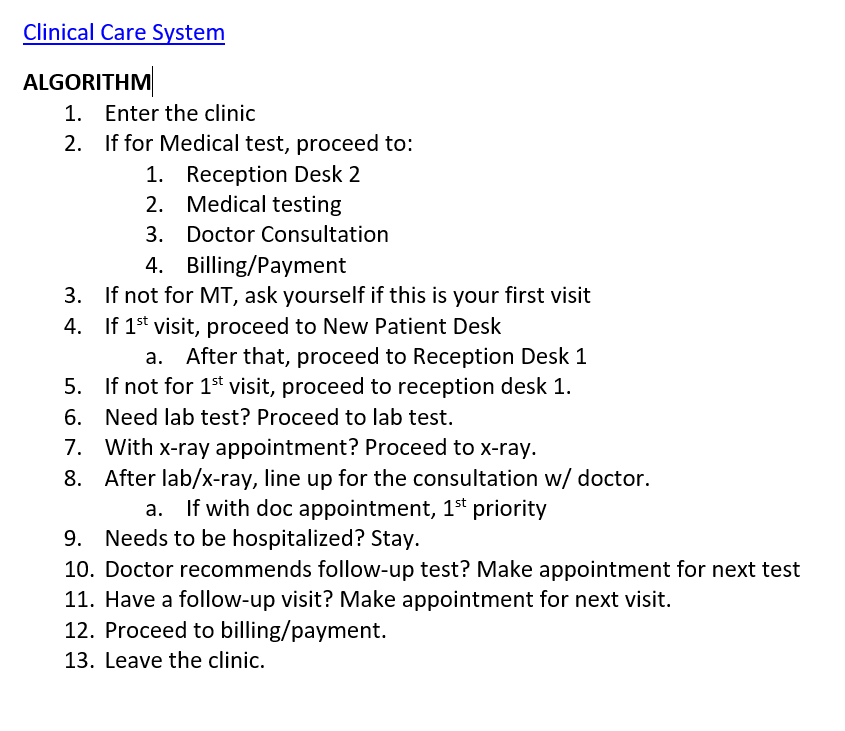 Clinical Care System
ALGORITHM
1. Enter the clinic
2. If for Medical test, proceed to:
1. Reception Desk 2
2. Medical testing
3. Doctor Consultation
4. Billing/Payment
3. If not for MT, ask yourself if this is your first visit
4. If 1st visit, proceed to New Patient Desk
a. After that, proceed to Reception Desk 1
5. If not for 1st visit, proceed to reception desk 1.
6. Need lab test? Proceed to lab test.
7. With x-ray appointment? Proceed to x-ray.
8. After lab/x-ray, line up for the consultation w/ doctor.
a. If with doc appointment, 1st priority
9. Needs to be hospitalized? Stay.
10. Doctor recommends follow-up test? Make appointment for next test
11. Have a follow-up visit? Make appointment for next visit.
12. Proceed to billing/payment.
13. Leave the clinic.